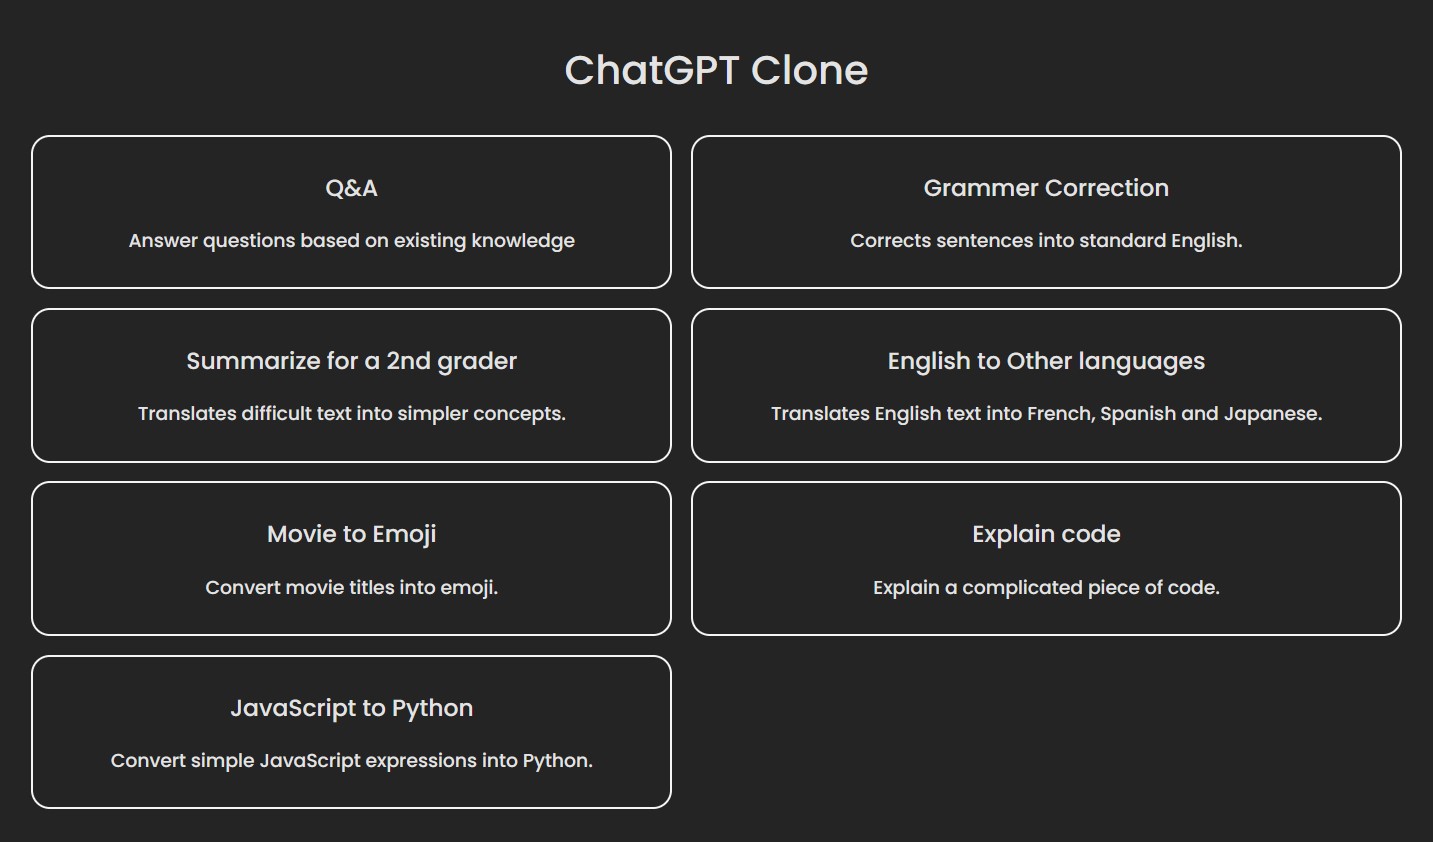 ChatGPT Clone
Q&A
Answer questions based on existing knowledge
Grammer Correction
Corrects sentences into standard English.
Summarize for a 2nd grader
Translates difficult text into simpler concepts.
English to Other languages
Translates English text into French, Spanish and Japanese.
Movie to Emoji
Convert movie titles into emoji.
Explain code
Explain a complicated piece of code.
JavaScript to Python
Convert simple JavaScript expressions into Python.